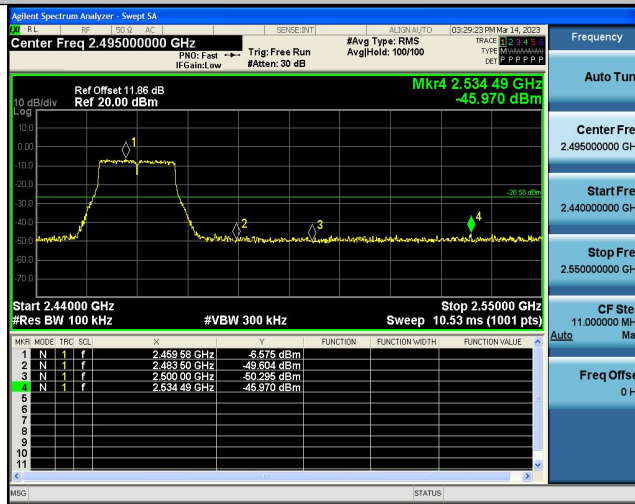 Agilent Spectrum Analyzer - Swept SA
RL RF 50 Ω AC SENSE:INT ALIGN AUTO 03:29:23 PM Mar 14, 2023
Center Freq 2.495000000 GHz
PNO: Fast
IFGain:Low
Trig: Free Run
#Atten: 30 dB
#Avg Type: RMS
Avg|Hold: 100/100
TRACE 1 2 3 4 5 6
TYPE M
DET P P P P P P
Frequency
Mkr4 2.534 49 GHz
-45.970 dBm
Ref Offset 11.86 dB
Ref 20.00 dBm
10 dB/div
Log
10.0
0.00
-10.0
-20.0
-30.0
-40.0
-50.0
-60.0
-70.0
1
2
3
4
-26.58 dBm
Start 2.44000 GHz
Stop 2.55000 GHz
#Res BW 100 kHz
#VBW 300 kHz
Sweep 10.53 ms (1001 pts)
MKR MODE TRC SCL X Y FUNCTION FUNCTION WIDTH FUNCTION VALUE
1 N 1 f 2.459 58 GHz -6.575 dBm
2 N 1 f 2.483 50 GHz -49.604 dBm
3 N 1 f 2.500 00 GHz -50.295 dBm
4 N 1 f 2.534 49 GHz -45.970 dBm
5
6
7
8
9
10
11
MSG
STATUS
Auto Tun
Center Fre
2.495000000 GH
Start Fre
2.440000000 GH
Stop Fre
2.550000000 GH
CF Ste
11.000000 MH
Auto Ma
Freq Offse
0 H